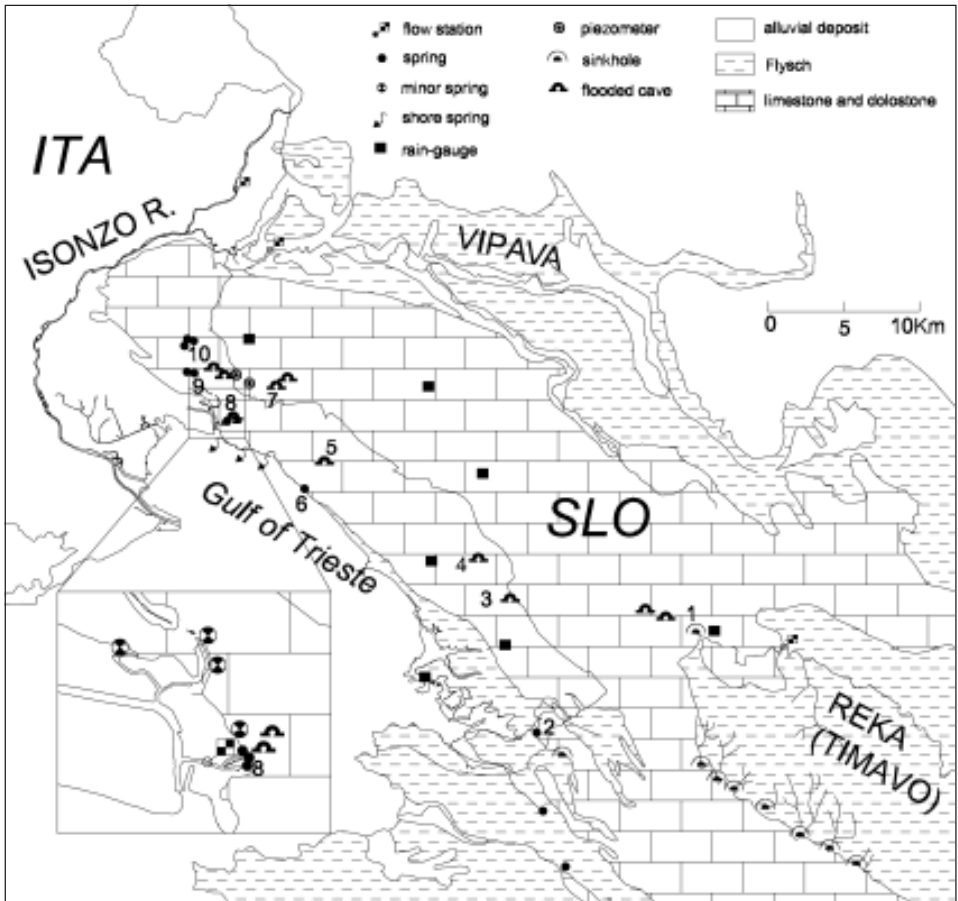 flow station
spring
minor spring
shore spring
rain-gauge
piezometer
sinkhole
flooded cave
alluvial deposit
Flysch
limestone and dolostone
ITA
ISONZO R.
VIPAVA
0 5 10Km
10
9
8
7
5
6
Gulf of Trieste
SLO
4
3
1
2
REKA
(TIMAVO)
8